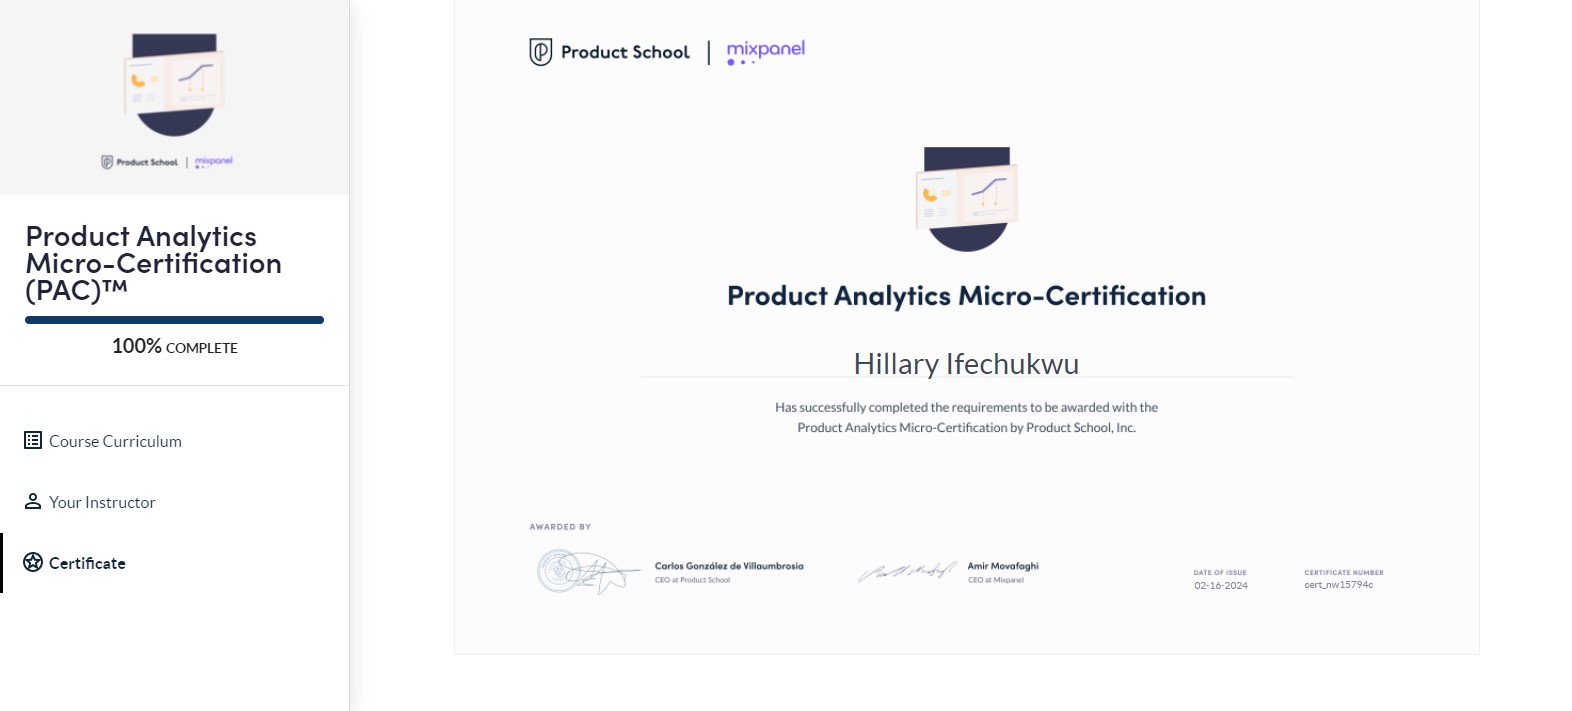 Product School | mixpanel
Product Analytics
Micro-Certification
(PAC)™
100% COMPLETE
Course Curriculum
Your Instructor
Certificate
Product School | mixpanel
Product Analytics Micro-Certification
Hillary Ifechukwu
Has successfully completed the requirements to be awarded with the
Product Analytics Micro-Certification by Product School, Inc.
AWARDED BY
Carlos González de Villaumbrosia
CEO at Product School
Amir Movafaghi
CEO at Mixpanel
DATE OF ISSUE
02-16-2024
CERTIFICATE NUMBER
cert_nw15794c